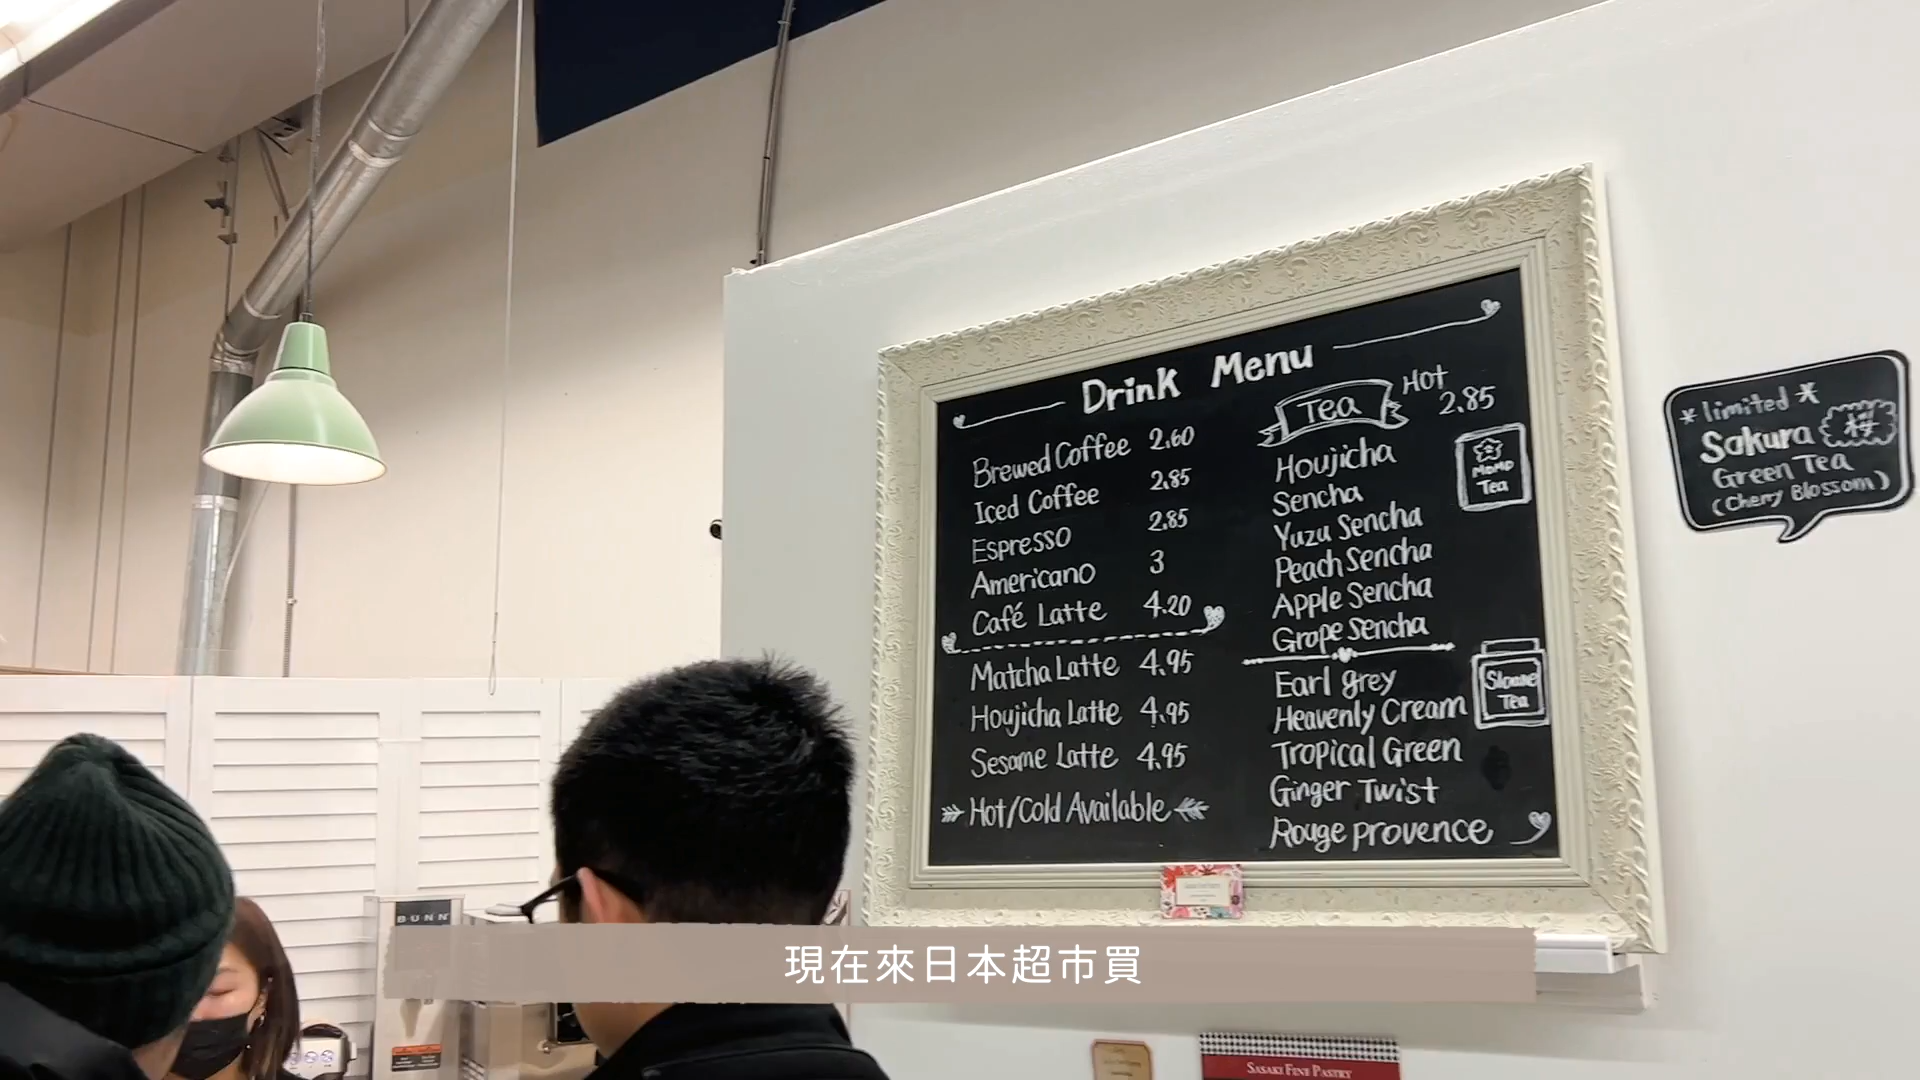 Drink Menu
Brewed Coffee 2.60
Iced Coffee 2.85
Espresso 2.85
Americano 3
Café Latte 4.20
Matcha Latte 4.95
Houjicha Latte 4.95
Sesame Latte 4.95
Hot/Cold Available
Tea Hot 2.85
Houjicha
Sencha
Yuzu Sencha
Peach Sencha
Apple Sencha
Grape Sencha
MOMO
Tea
Earl grey
Heavenly Cream
Tropical Green
Ginger Twist
Rouge provence
Sloane
Tea
* limited *
Sakura 桜
Green Tea
(Cherry Blossom)
BUNN
現在來日本超市買
SASAKI FINE PASTRY